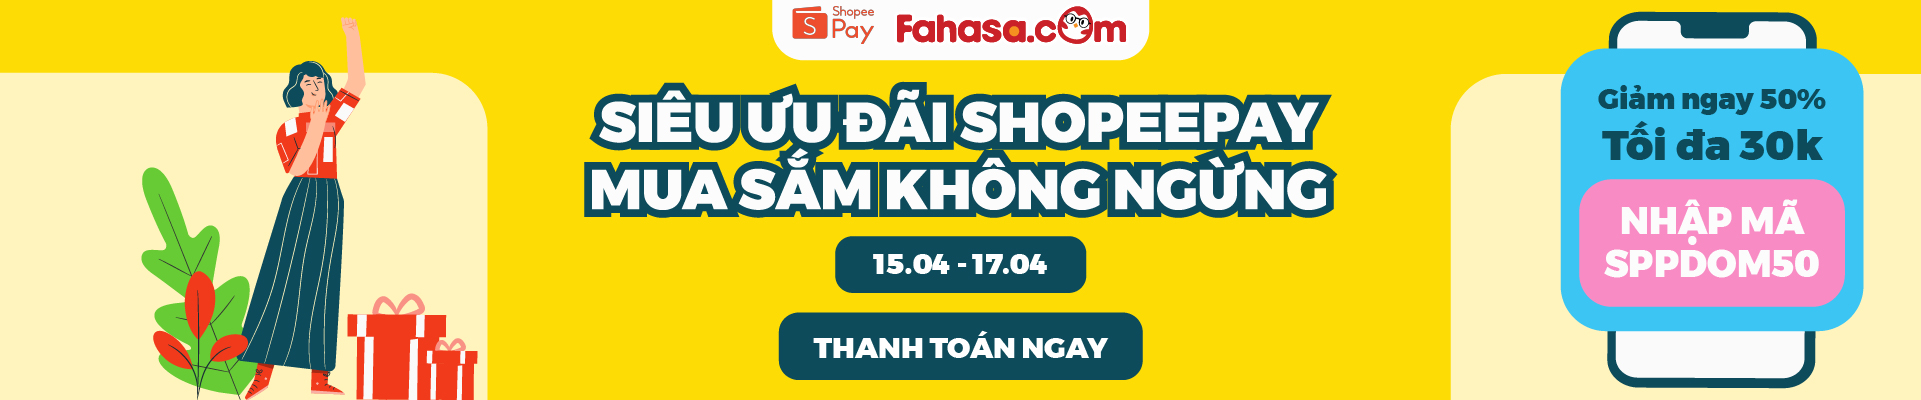 Shopee
Pay
Fahasa.com
SIÊU ƯU ĐÃI SHOPEEPAY
MUA SẮM KHÔNG NGỪNG
15.04 - 17.04
THANH TOÁN NGAY
Giảm ngay 50%
Tối đa 30k
NHẬP MÃ
SPPDOM50